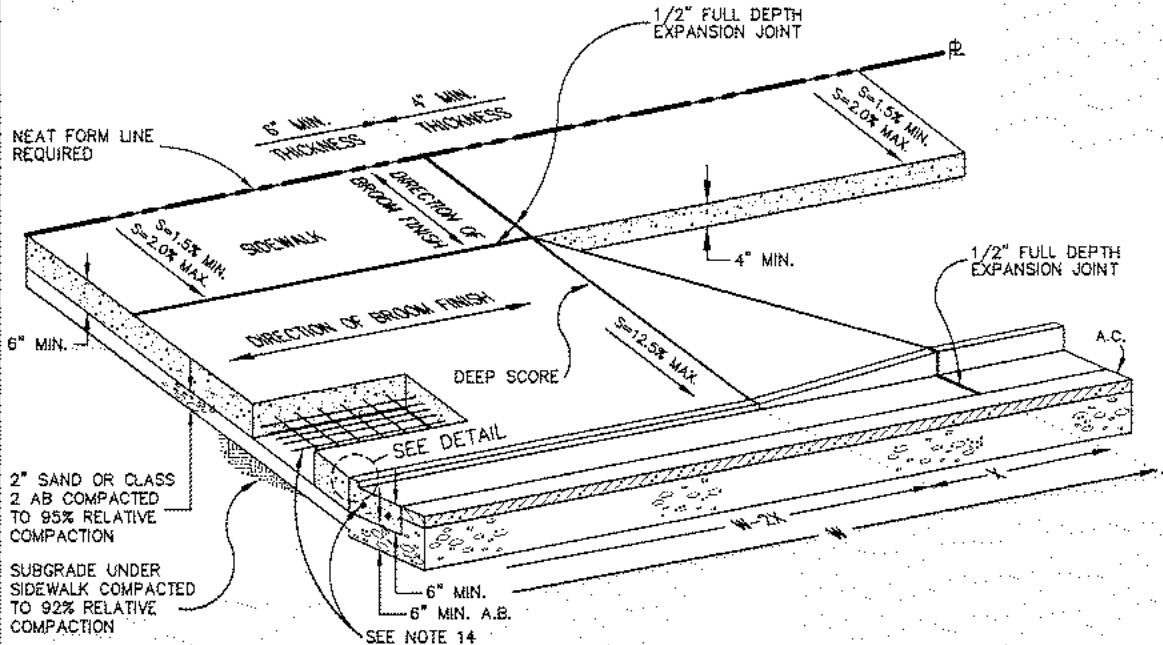 1/2" FULL DEPTH
EXPANSION JOINT
PL
6" MIN.
THICKNESS
4" MIN.
THICKNESS
S=1.5% MIN.
S=2.0% MAX.
NEAT FORM LINE
REQUIRED
DIRECTION OF
BROOM FINISH
SIDEWALK
S=1.5% MIN.
S=2.0% MAX.
4" MIN.
1/2" FULL DEPTH
EXPANSION JOINT
DIRECTION OF BROOM FINISH
6" MIN.
S=12.5% MAX.
A.C.
DEEP SCORE
SEE DETAIL
2" SAND OR CLASS
2 AB COMPACTED
TO 95% RELATIVE
COMPACTION
X
W-2X
W
SUBGRADE UNDER
SIDEWALK COMPACTED
TO 92% RELATIVE
COMPACTION
6" MIN.
6" MIN. A.B.
SEE NOTE 14